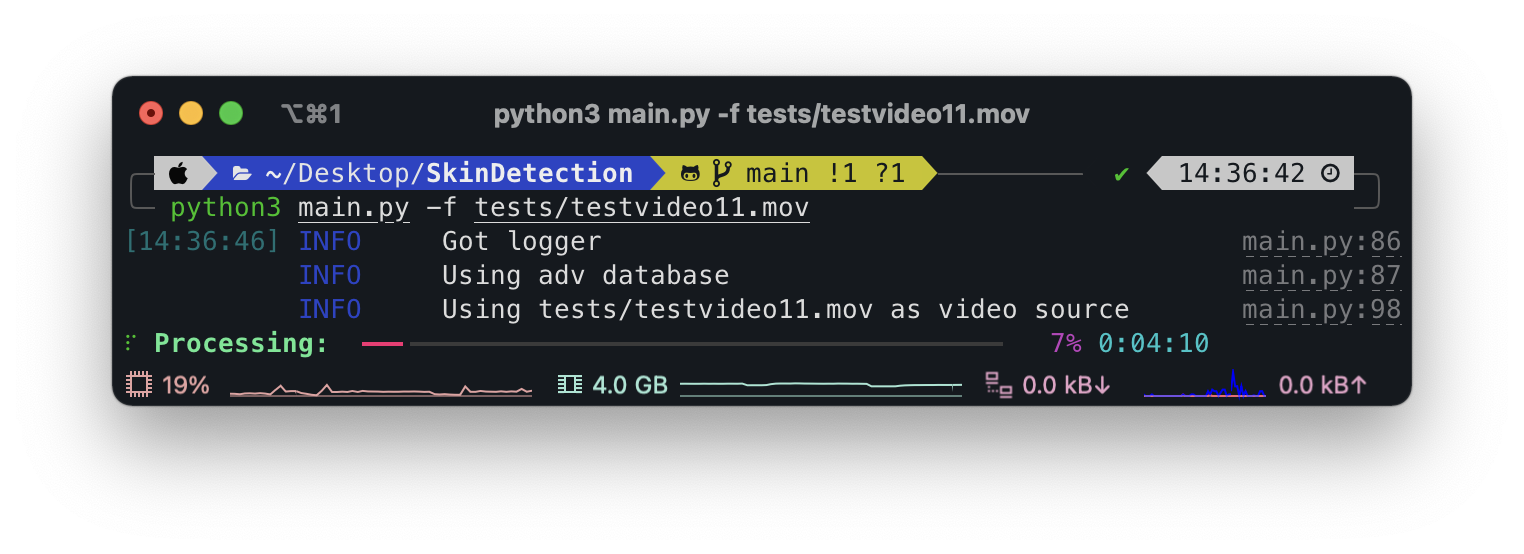 ⌥⌘1 python3 main.py -f tests/testvideo11.mov
~/Desktop/SkinDetection main !1 ?1 ✔ 14:36:42
python3 main.py -f tests/testvideo11.mov
[14:36:46] INFO Got logger main.py:86
INFO Using adv database main.py:87
INFO Using tests/testvideo11.mov as video source main.py:98
Processing: 7% 0:04:10
19% 4.0 GB 0.0 kB↓ 0.0 kB↑